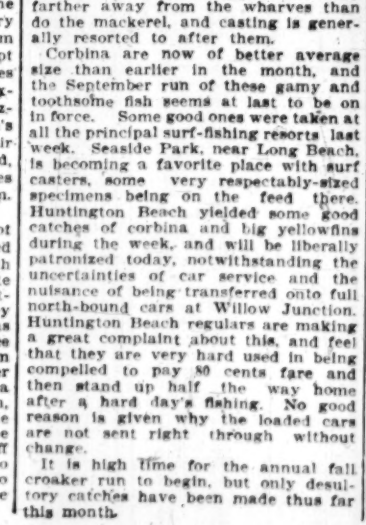 farther away from the wharves than
do the mackerel, and casting is gener-
ally resorted to after them.
Corbina are now of better average
size than earlier in the month, and
the September run of these gamy and
toothsome fish seems at last to be on
in force. Some good ones were taken at
all the principal surf-fishing resorts last
week. Seaside Park, near Long Beach,
is becoming a favorite place with surf
casters, some very respectably-sized
specimens being on the feed there.
Huntington Beach yielded some good
catches of corbina and big yellowfins
during the week, and will be liberally
patronized today, notwithstanding the
uncertainties of car service and the
nuisance of being transferred onto full
north-bound cars at Willow Junction.
Huntington Beach regulars are making
a great complaint about this, and feel
that they are very hard used in being
compelled to pay 80 cents fare and
then stand up half the way home
after a hard day's fishing. No good
reason is given why the loaded cars
are not sent right through without
change.
It is high time for the annual fall
croaker run to begin, but only desul-
tory catches have been made thus far
this month.